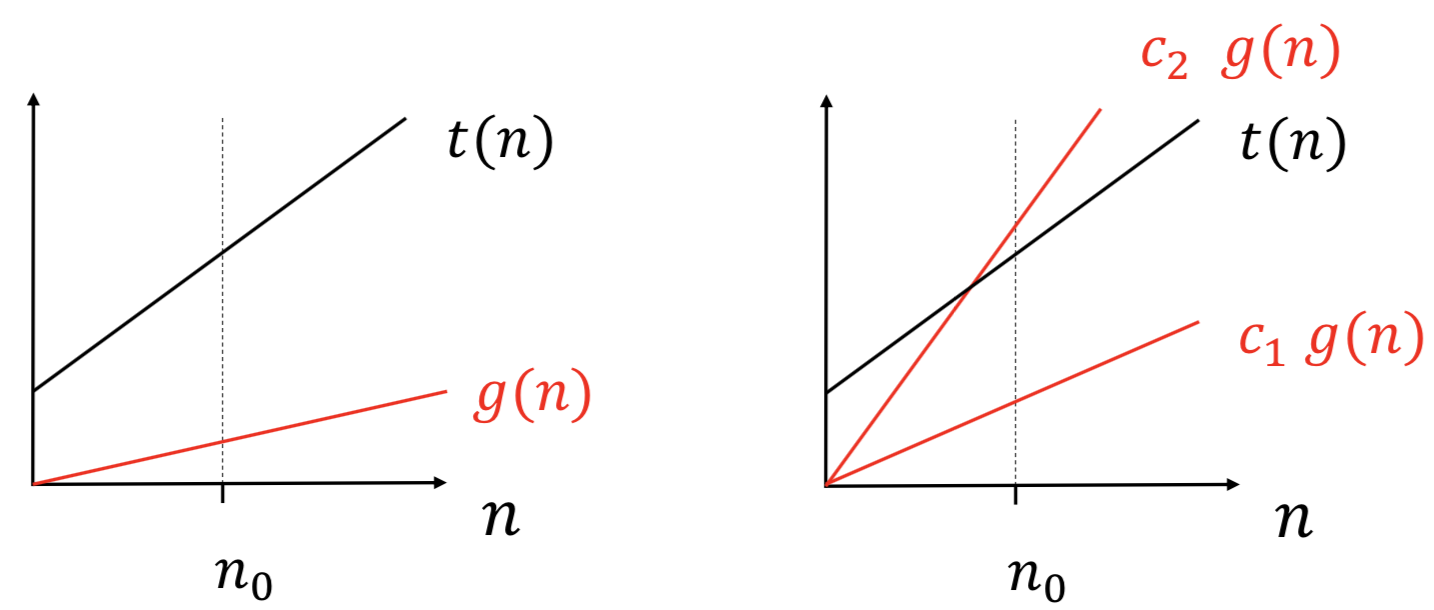 t(n)
g(n)
n
n₀
c₂ g(n)
t(n)
c₁ g(n)
n
n₀